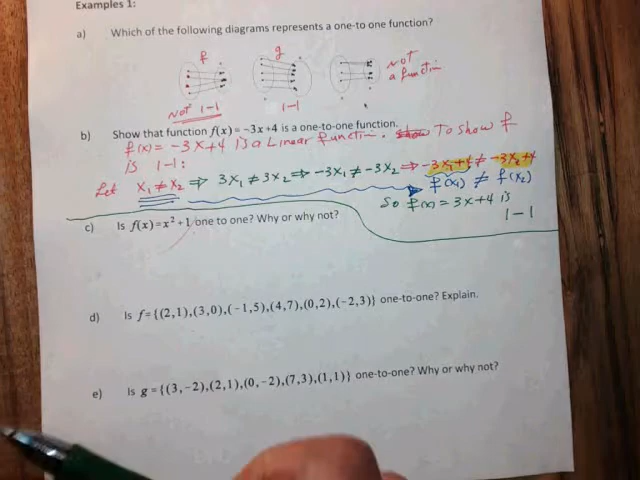 Examples 1:
a) Which of the following diagrams represents a one-to one function?
f g
Not
a function
Not 1-1 1-1
b) Show that function f(x) = -3x+4 is a one-to-one function.
f(x) = -3x+4 is a Linear function. To show f
is 1-1:
Let x₁ ≠ x₂ ⇒ 3x₁ ≠ 3x₂ ⇒ -3x₁ ≠ -3x₂ ⇒ -3x₁+4 ≠ -3x₂+4
f(x₁) ≠ f(x₂)
So f(x) = 3x+4 is
1-1
c) Is f(x)=x²+1 one to one? Why or why not?
d) Is f={(2,1),(3,0),(-1,5),(4,7),(0,2),(-2,3)} one-to-one? Explain.
e) Is g={(3,-2),(2,1),(0,-2),(7,3),(1,1)} one-to-one? Why or why not?